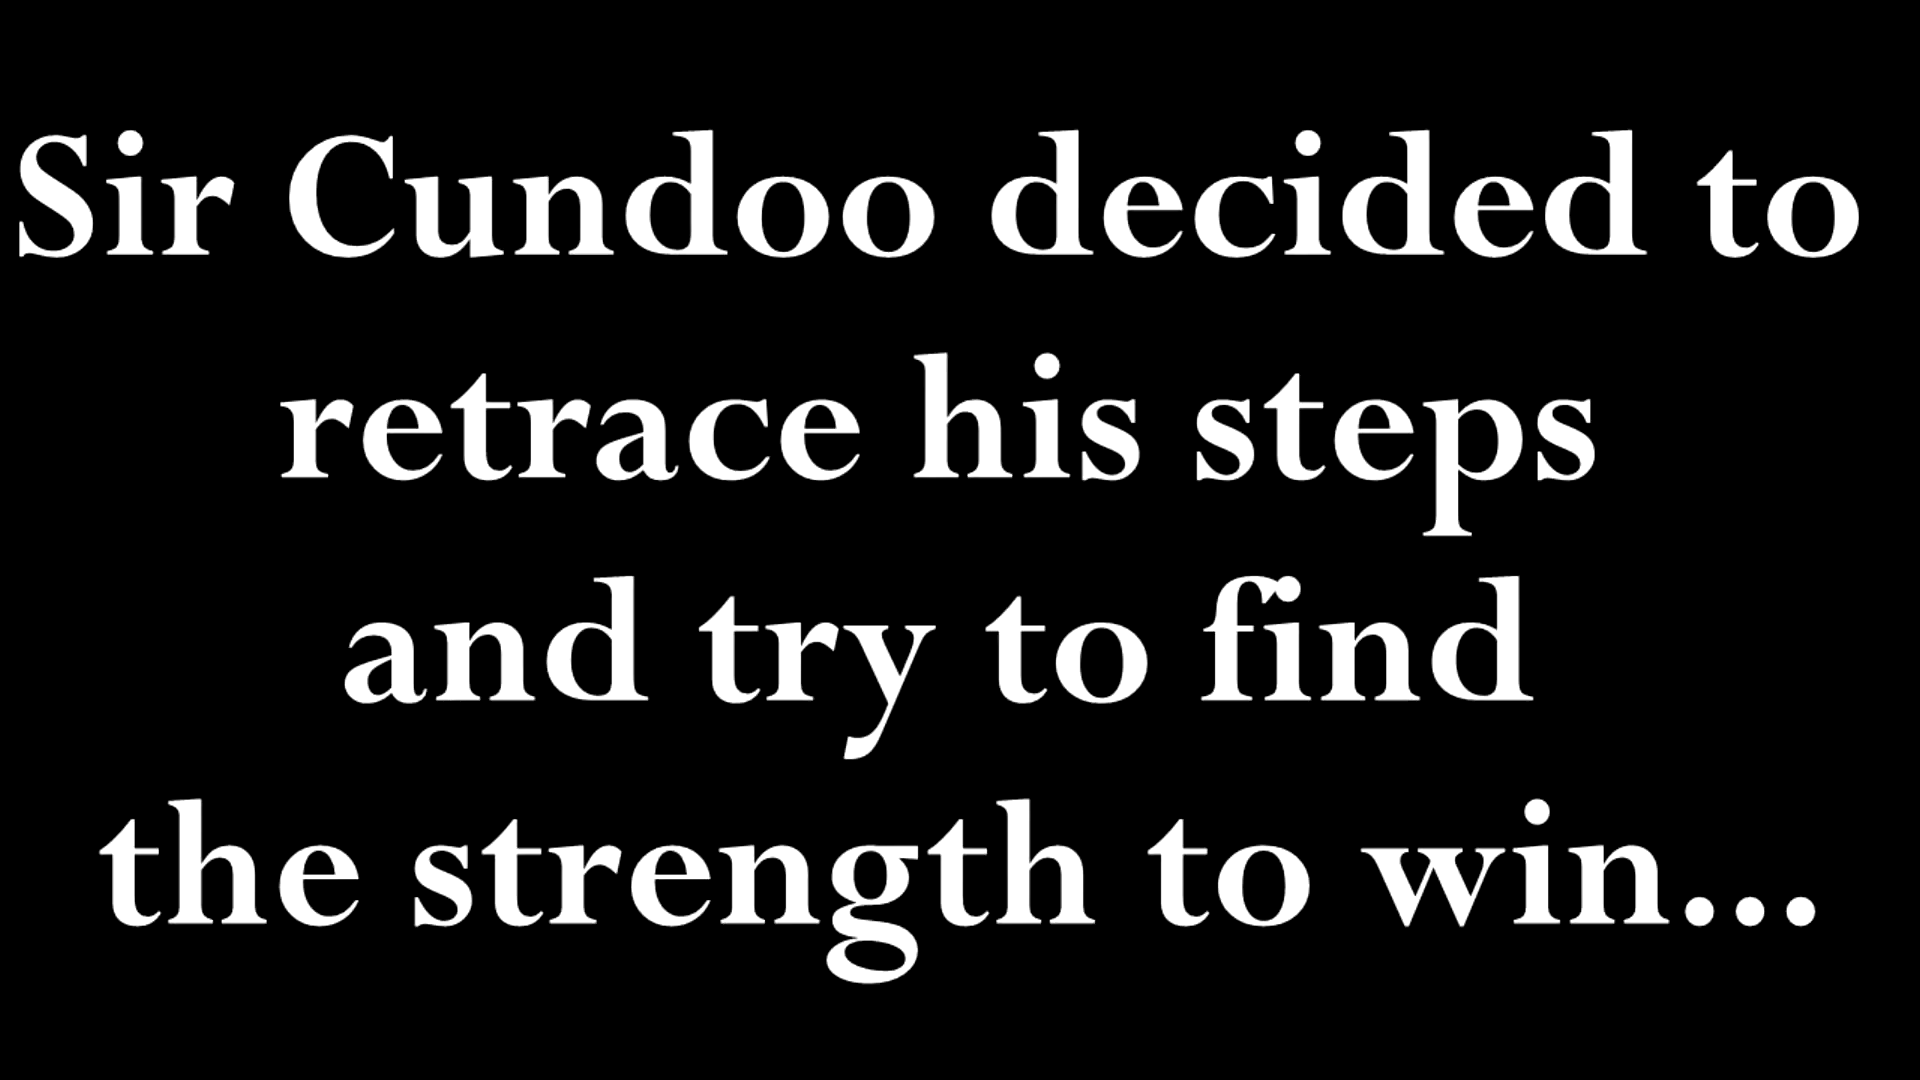 Sir Cundoo decided to
retrace his steps
and try to find
the strength to win...